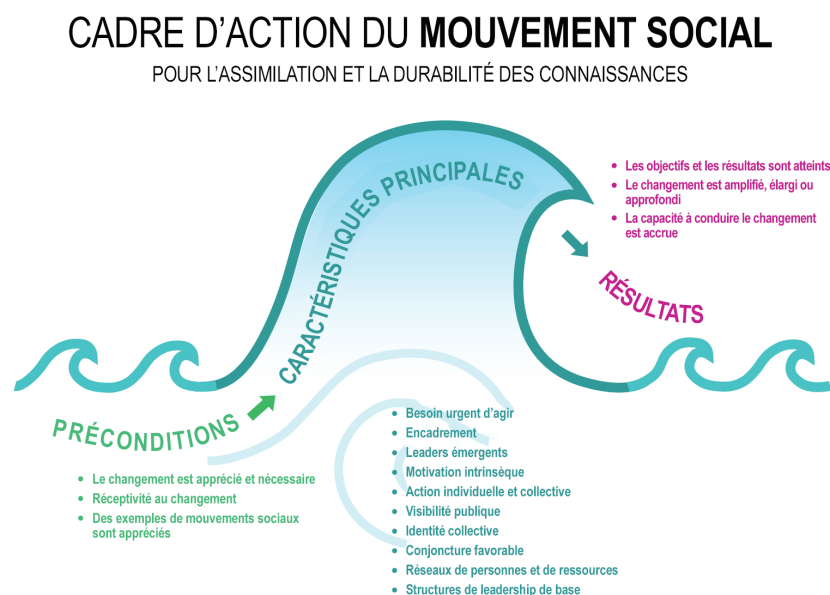 CADRE D'ACTION DU MOUVEMENT SOCIAL
POUR L'ASSIMILATION ET LA DURABILITÉ DES CONNAISSANCES
CARACTÉRISTIQUES PRINCIPALES
• Les objectifs et les résultats sont atteints
• Le changement est amplifié, élargi ou
approfondi
• La capacité à conduire le changement
est accrue
RÉSULTATS
PRÉCONDITIONS
• Le changement est apprécié et nécessaire
• Réceptivité au changement
• Des exemples de mouvements sociaux
sont appréciés
• Besoin urgent d'agir
• Encadrement
• Leaders émergents
• Motivation intrinsèque
• Action individuelle et collective
• Visibilité publique
• Identité collective
• Conjoncture favorable
• Réseaux de personnes et de ressources
• Structures de leadership de base